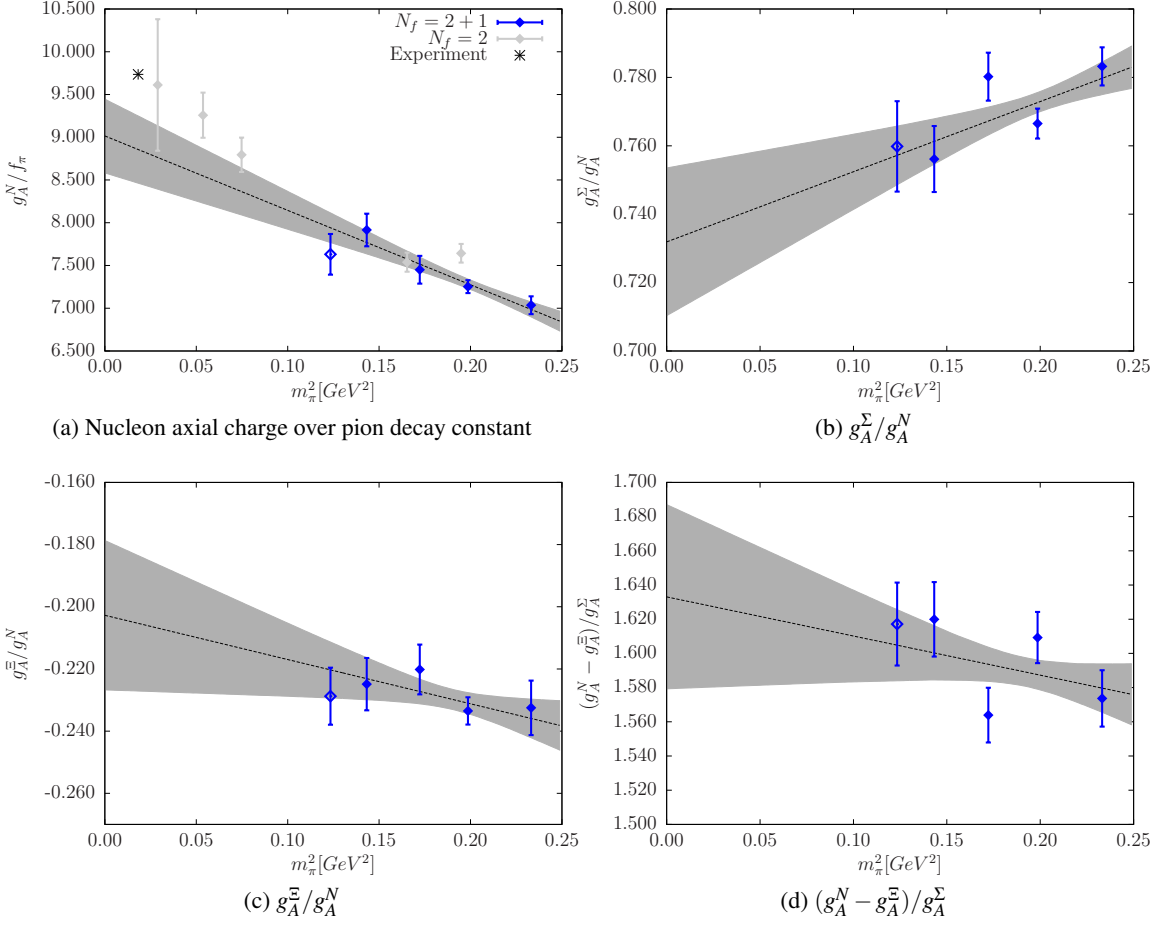 10.500
10.000
9.500
9.000
8.500
8.000
7.500
7.000
6.500
g_A^N/f_π
N_f = 2 + 1
N_f = 2
Experiment
0.00 0.05 0.10 0.15 0.20 0.25
m_π^2[GeV^2]
(a) Nucleon axial charge over pion decay constant
0.800
0.780
0.760
0.740
0.720
0.700
g_A^Σ/g_A^N
0.00 0.05 0.10 0.15 0.20 0.25
m_π^2[GeV^2]
(b) g_A^Σ/g_A^N
-0.160
-0.180
-0.200
-0.220
-0.240
-0.260
g_A^Ξ/g_A^N
0.00 0.05 0.10 0.15 0.20 0.25
m_π^2[GeV^2]
(c) g_A^Ξ/g_A^N
1.700
1.680
1.660
1.640
1.620
1.600
1.580
1.560
1.540
1.520
1.500
(g_A^N − g_A^Ξ)/g_A^Σ
0.00 0.05 0.10 0.15 0.20 0.25
m_π^2[GeV^2]
(d) (g_A^N − g_A^Ξ)/g_A^Σ